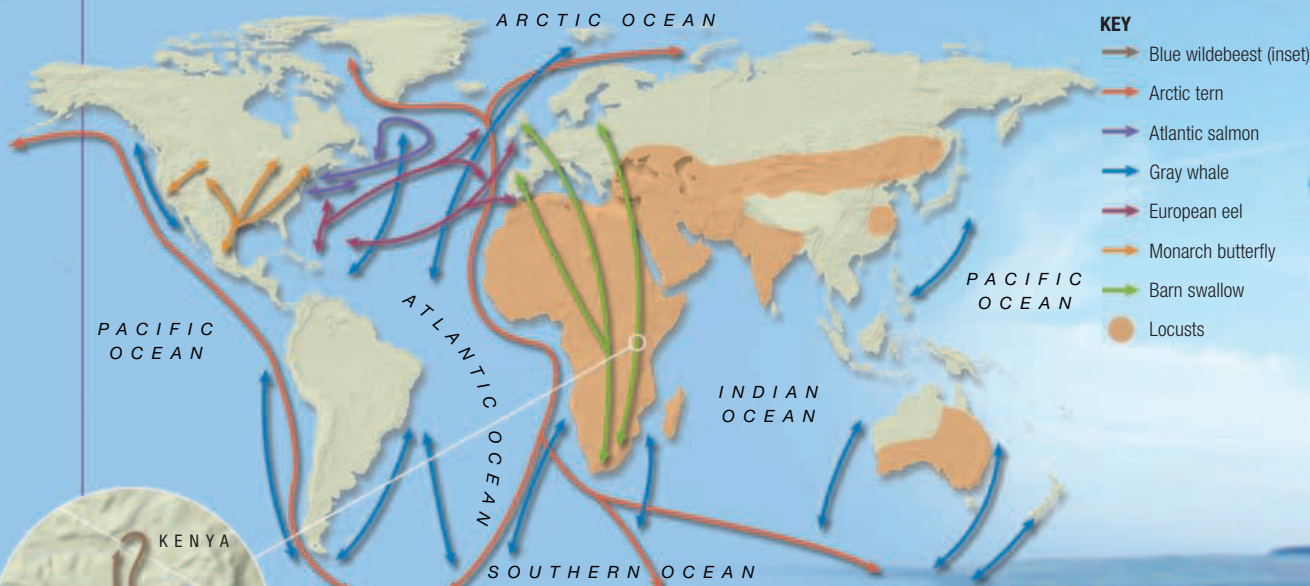 ARCTIC OCEAN
KEY
Blue wildebeest (inset)
Arctic tern
Atlantic salmon
Gray whale
European eel
Monarch butterfly
Barn swallow
Locusts
PACIFIC
OCEAN
ATLANTIC OCEAN
PACIFIC
OCEAN
INDIAN
OCEAN
KENYA
SOUTHERN OCEAN